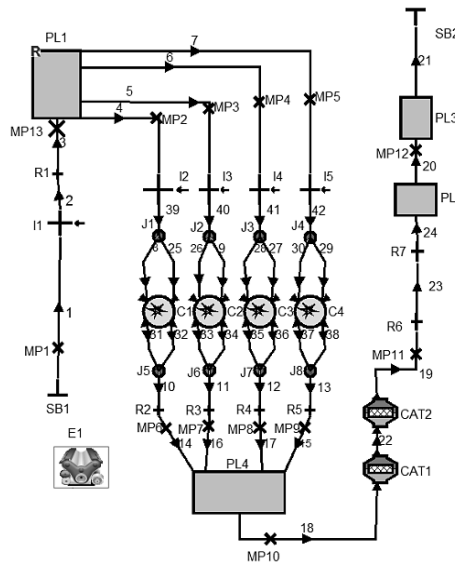 PL1
R
7
6
5
4
MP2
MP3
MP4
MP5
MP13
3
R1
2
I1
1
MP1
SB1
E1
I2
I3
I4
I5
39
40
41
42
J1
J2
J3
J4
8
25
26
9
28
27
30
29
C1
C2
C3
C4
31
32
33
34
35
36
37
38
J5
J6
J7
J8
10
11
12
13
R2
R3
R4
R5
MP6
MP7
MP8
MP9
14
16
17
15
PL4
18
MP10
SB2
21
PL3
MP12
20
PL
24
R7
23
R6
MP11
19
CAT2
22
CAT1